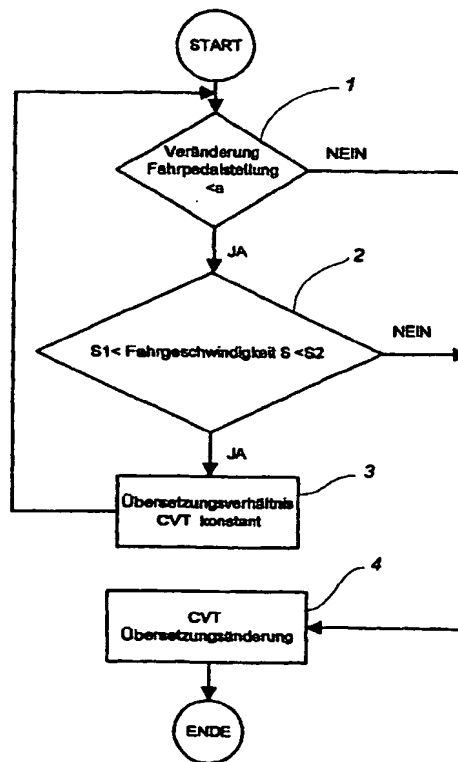 START
1
Veränderung
Fahrpedalstellung
<a
NEIN
JA
2
S1< Fahrgeschwindigkeit S <S2
NEIN
JA
3
Übersetzungsverhältnis
CVT konstant
4
CVT
Übersetzungsänderung
ENDE